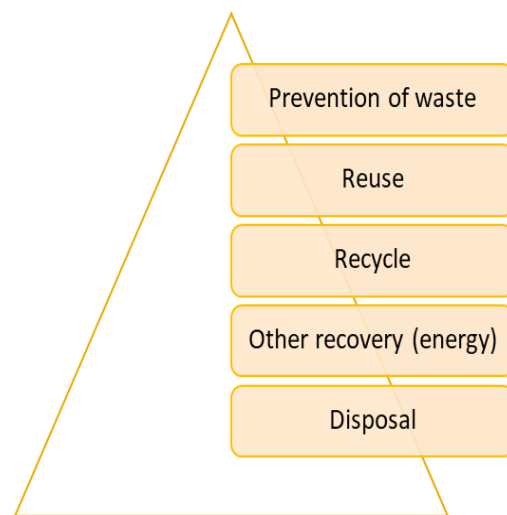 Prevention of waste
Reuse
Recycle
Other recovery (energy)
Disposal